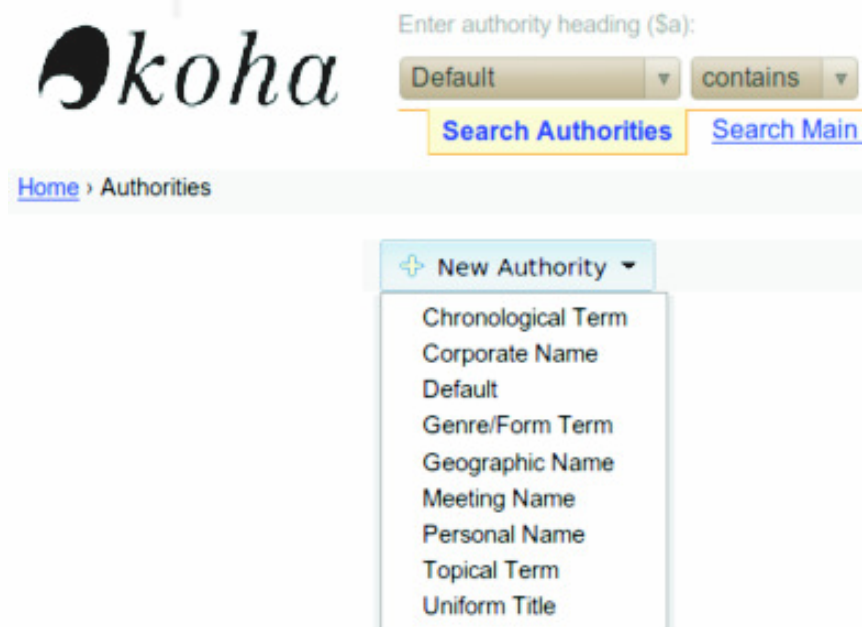 koha
Enter authority heading ($a):
Default contains
Search Authorities Search Main
Home › Authorities
New Authority
Chronological Term
Corporate Name
Default
Genre/Form Term
Geographic Name
Meeting Name
Personal Name
Topical Term
Uniform Title